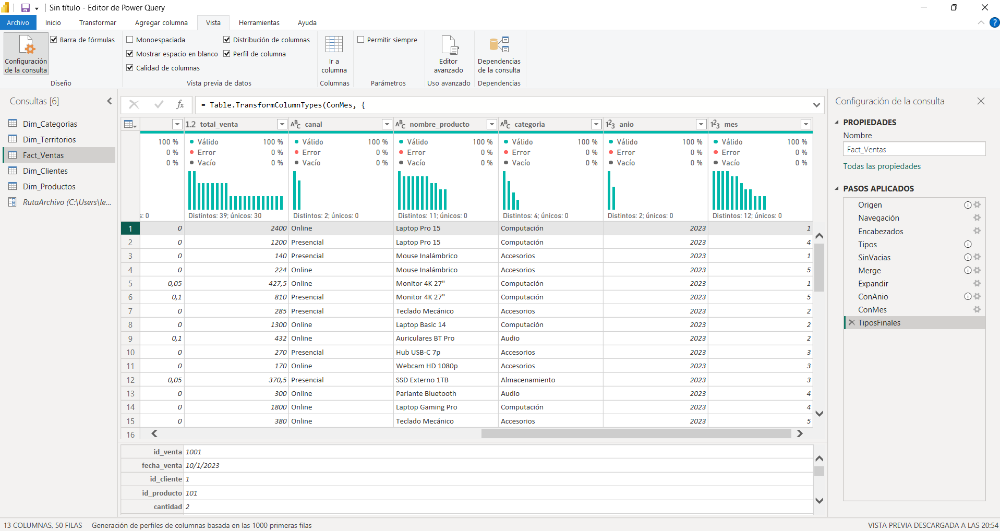 Sin título - Editor de Power Query
Archivo Inicio Transformar Agregar columna Vista Herramientas Ayuda ?
Configuración de la consulta
Barra de fórmulas
Diseño
Monoespaciada
Mostrar espacio en blanco
Calidad de columnas
Distribución de columnas
Perfil de columna
Vista previa de datos
Ir a columna
Columnas
Permitir siempre
Parámetros
Editor avanzado
Uso avanzado
Dependencias de la consulta
Dependencias
Consultas [6]
Dim_Categorias
Dim_Territorios
Fact_Ventas
Dim_Clientes
Dim_Productos
RutaArchivo (C:\Users\le...
fx = Table.TransformColumnTypes(ConMes, {
1.2 total_venta ABC canal ABC nombre_producto ABC categoria 123 anio 123 mes
100 % Válido 100 % Válido 100 % Válido 100 % Válido 100 % Válido 100 % Válido 100 %
0 % Error 0 % Error 0 % Error 0 % Error 0 % Error 0 % Error 0 %
0 % Vacío 0 % Vacío 0 % Vacío 0 % Vacío 0 % Vacío 0 % Vacío 0 %
s: 0 Distintos: 39; únicos: 30 Distintos: 2; únicos: 0 Distintos: 11; únicos: 0 Distintos: 4; únicos: 0 Distintos: 2; únicos: 0 Distintos: 12; únicos: 0
1 0 2400 Online Laptop Pro 15 Computación 2023 1
2 0 1200 Presencial Laptop Pro 15 Computación 2023 4
3 0 140 Presencial Mouse Inalámbrico Accesorios 2023 1
4 0 224 Online Mouse Inalámbrico Accesorios 2023 5
5 0,05 427,5 Online Monitor 4K 27" Computación 2023 1
6 0,1 810 Presencial Monitor 4K 27" Computación 2023 5
7 0 285 Presencial Teclado Mecánico Accesorios 2023 2
8 0 1300 Online Laptop Basic 14 Computación 2023 2
9 0,1 432 Online Auriculares BT Pro Audio 2023 2
10 0 270 Presencial Hub USB-C 7p Accesorios 2023 3
11 0 170 Online Webcam HD 1080p Accesorios 2023 3
12 0,05 370,5 Presencial SSD Externo 1TB Almacenamiento 2023 3
13 0 300 Online Parlante Bluetooth Audio 2023 4
14 0 1800 Online Laptop Gaming Pro Computación 2023 4
15 0 380 Online Teclado Mecánico Accesorios 2023 5
16
id_venta 1001
fecha_venta 10/1/2023
id_cliente 1
id_producto 101
cantidad 2
Configuración de la consulta
PROPIEDADES
Nombre
Fact_Ventas
Todas las propiedades
PASOS APLICADOS
Origen
Navegación
Encabezados
Tipos
SinVacias
Merge
Expandir
ConAnio
ConMes
TiposFinales
13 COLUMNAS, 50 FILAS Generación de perfiles de columnas basada en las 1000 primeras filas VISTA PREVIA DESCARGADA A LAS 20:54